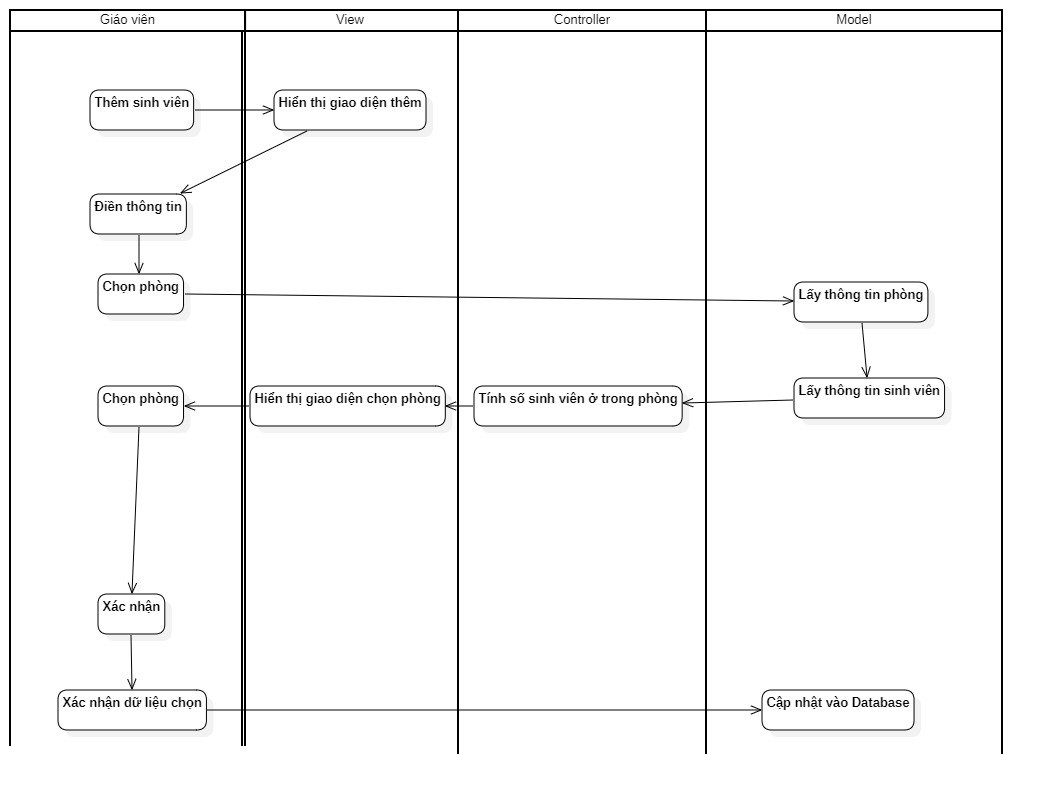 Giáo viên
View
Controller
Model
Thêm sinh viên
Hiển thị giao diện thêm
Điền thông tin
Chọn phòng
Lấy thông tin phòng
Chọn phòng
Hiển thị giao diện chọn phòng
Tính số sinh viên ở trong phòng
Lấy thông tin sinh viên
Xác nhận
Xác nhận dữ liệu chọn
Cập nhật vào Database